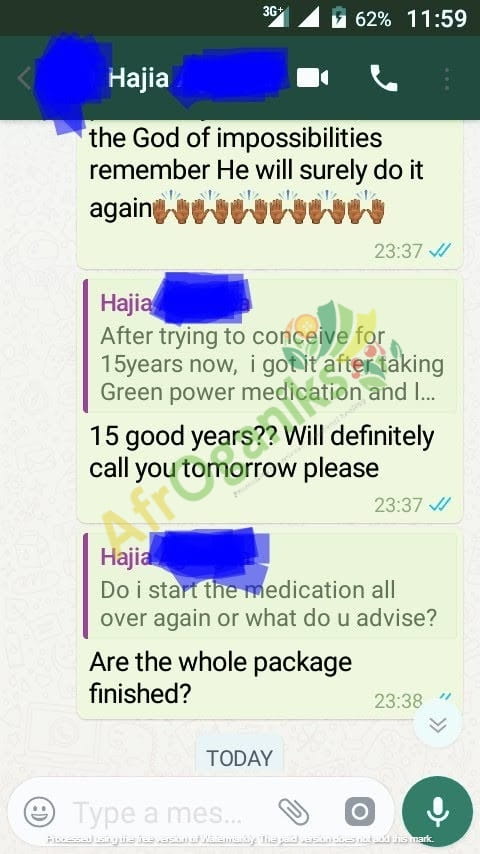 3G+ 62% 11:59
Hajia
the God of impossibilities
remember He will surely do it
again🙌🏾🙌🏾🙌🏾🙌🏾🙌🏾🙌🏾
23:37
Hajia
After trying to conceive for
15years now, i got it after taking
Green power medication and l...
15 good years?? Will definitely
call you tomorrow please
23:37
AfrOganiks
Hajia
Do i start the medication all
over again or what do u advise?
Are the whole package
finished?
23:38
TODAY
Type a mes...
Processed using the free version of Watermarkly. The paid version does not add this mark.